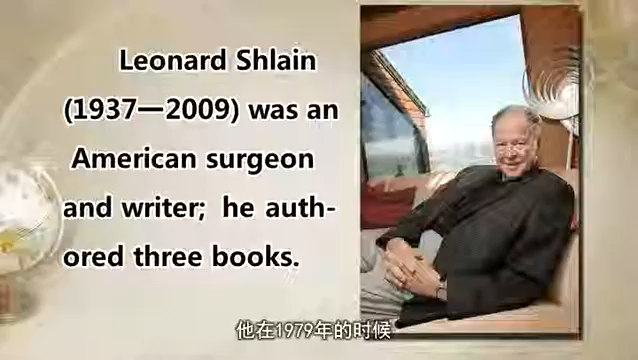 Leonard Shlain
(1937—2009) was an
American surgeon
and writer; he auth-
ored three books.
他在1979年的时候